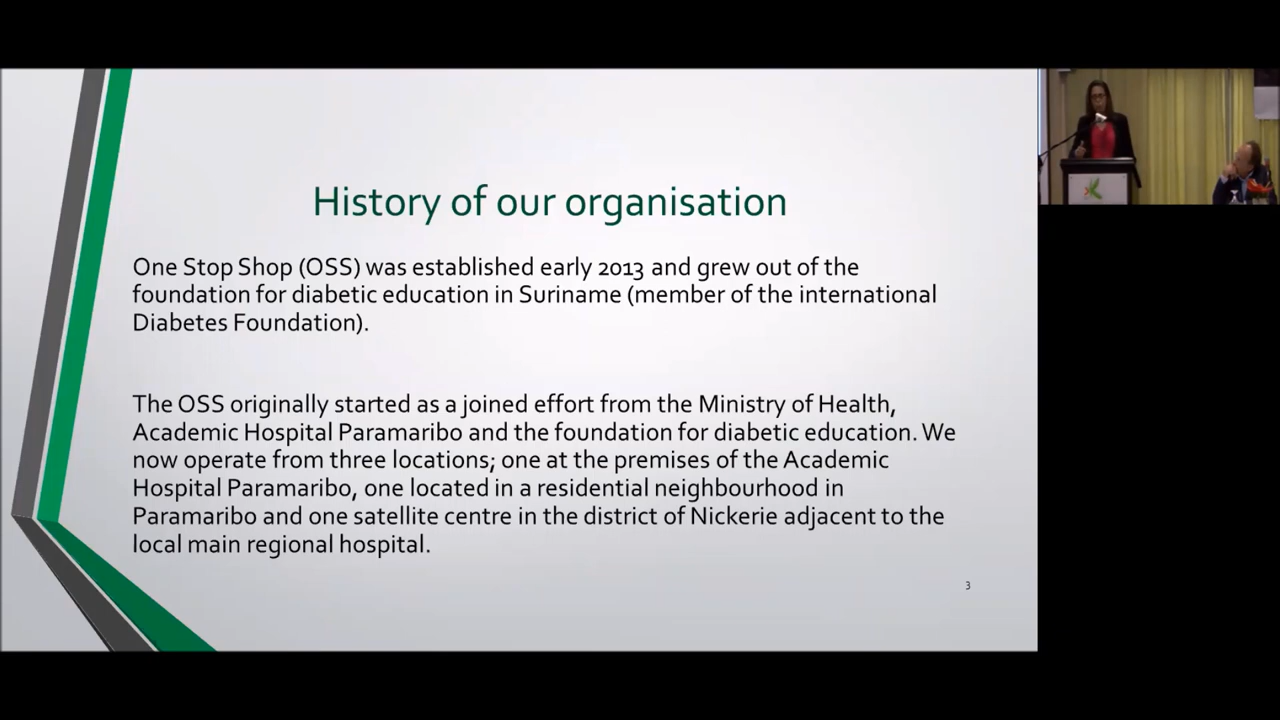 History of our organisation
One Stop Shop (OSS) was established early 2013 and grew out of the
foundation for diabetic education in Suriname (member of the international
Diabetes Foundation).
The OSS originally started as a joined effort from the Ministry of Health,
Academic Hospital Paramaribo and the foundation for diabetic education. We
now operate from three locations; one at the premises of the Academic
Hospital Paramaribo, one located in a residential neighbourhood in
Paramaribo and one satellite centre in the district of Nickerie adjacent to the
local main regional hospital.
3